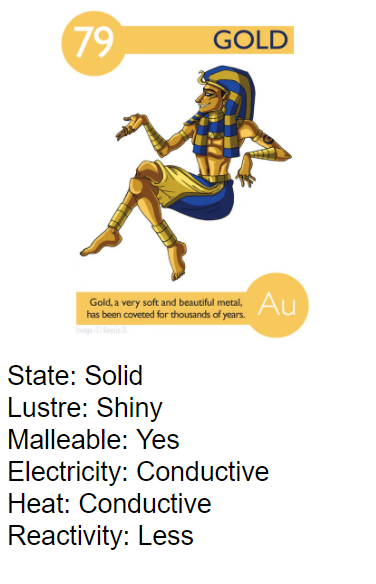 79
GOLD
Gold, a very soft and beautiful metal,
has been coveted for thousands of years.
Au
State: Solid
Lustre: Shiny
Malleable: Yes
Electricity: Conductive
Heat: Conductive
Reactivity: Less